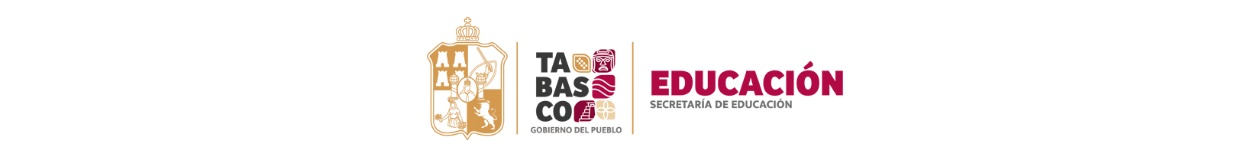 TA
BAS
CO
GOBIERNO DEL PUEBLO
EDUCACIÓN
SECRETARÍA DE EDUCACIÓN